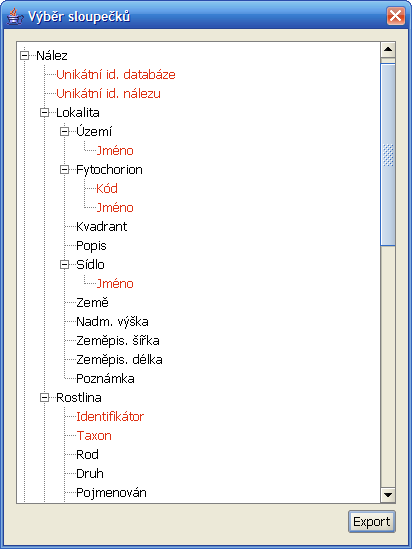 Výběr sloupečků
Nález
Unikátní id. databáze
Unikátní id. nálezu
Lokalita
Území
Jméno
Fytochorion
Kód
Jméno
Kvadrant
Popis
Sídlo
Jméno
Země
Nadm. výška
Zeměpis. šířka
Zeměpis. délka
Poznámka
Rostlina
Identifikátor
Taxon
Rod
Druh
Pojmenován
Export